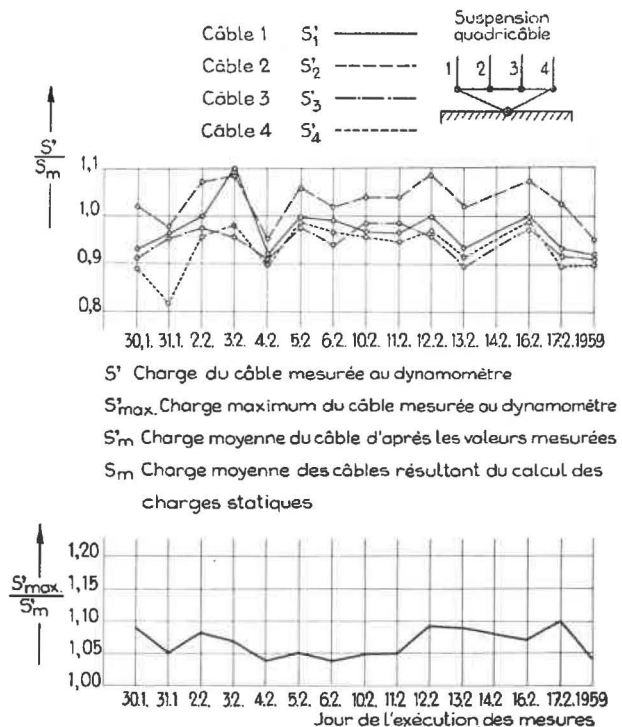 Câble 1 S'1
Câble 2 S'2
Câble 3 S'3
Câble 4 S'4
Suspension
quadricâble
1 2 3 4
S'
Sm
1,1
1,0
0,9
0,8
30,1. 31.1. 2.2. 3.2. 4.2. 5.2. 6.2. 10.2. 11.2. 12.2. 13.2. 14.2. 16.2. 17.2. 1959
S' Charge du câble mesurée au dynamomètre
S'max. Charge maximum du câble mesurée au dynamomètre
S'm Charge moyenne du câble d'après les valeurs mesurées
Sm Charge moyenne des câbles résultant du calcul des
charges statiques
S'max.
S'm
1,20
1,15
1,10
1,05
1,00
30.1. 31.1 2.2. 3.2. 4.2. 5.2. 6.2. 10.2. 11.2. 12.2. 13.2. 14.2. 16.2. 17.2. 1959
Jour de l'exécution des mesures